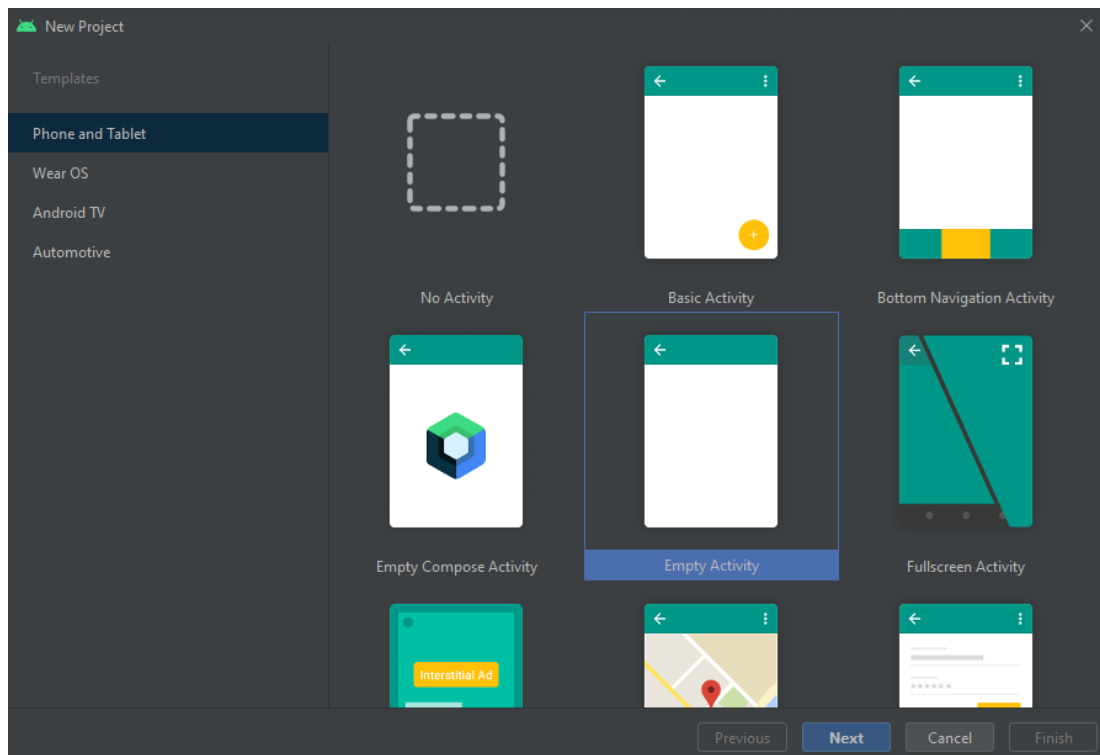 New Project
Templates
Phone and Tablet
Wear OS
Android TV
Automotive
No Activity
Basic Activity
Bottom Navigation Activity
Empty Compose Activity
Empty Activity
Fullscreen Activity
Interstitial Ad
Previous
Next
Cancel
Finish